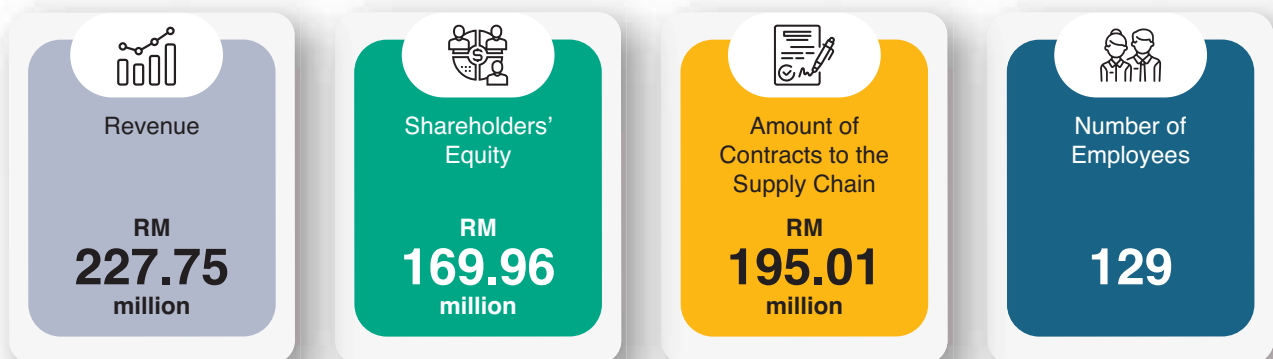 Revenue
RM
227.75
million
Shareholders’
Equity
RM
169.96
million
Amount of
Contracts to the
Supply Chain
RM
195.01
million
Number of
Employees
129